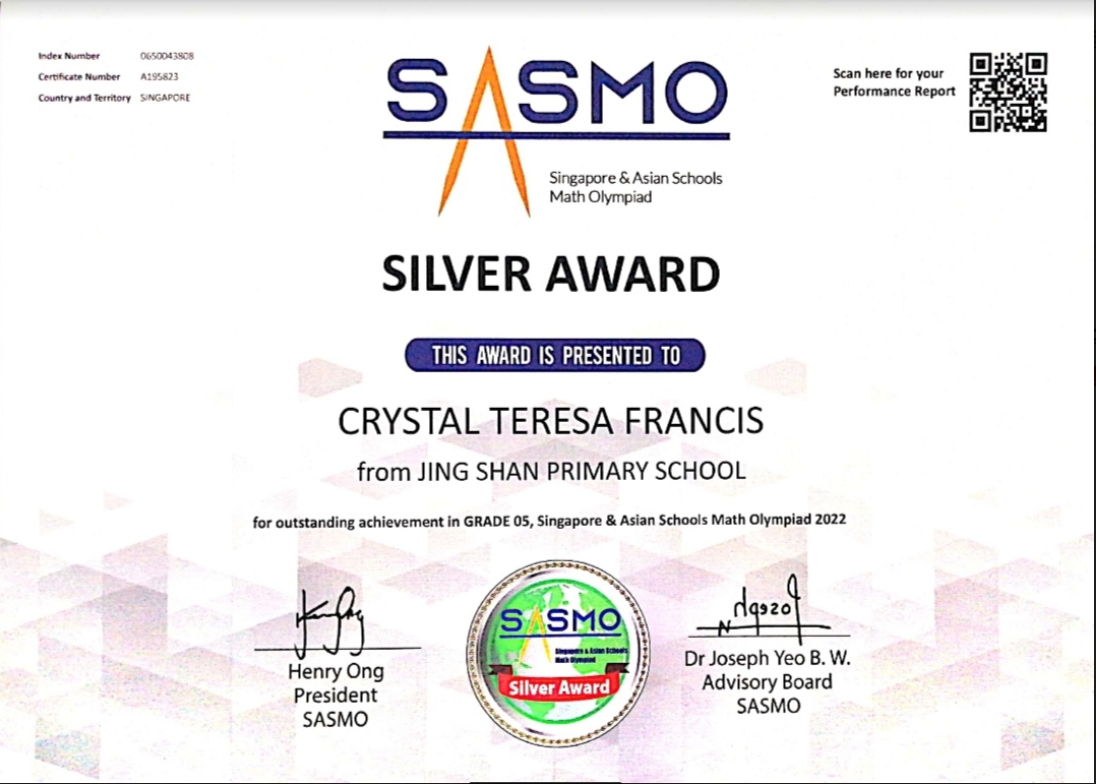 Index Number 0650043808
Certificate Number A195823
Country and Territory SINGAPORE
SASMO
Singapore & Asian Schools
Math Olympiad
Scan here for your
Performance Report
SILVER AWARD
THIS AWARD IS PRESENTED TO
CRYSTAL TERESA FRANCIS
from JING SHAN PRIMARY SCHOOL
for outstanding achievement in GRADE 05, Singapore & Asian Schools Math Olympiad 2022
Henry Ong
President
SASMO
SASMO
Singapore & Asian Schools
Math Olympiad
Silver Award
Dr Joseph Yeo B. W.
Advisory Board
SASMO